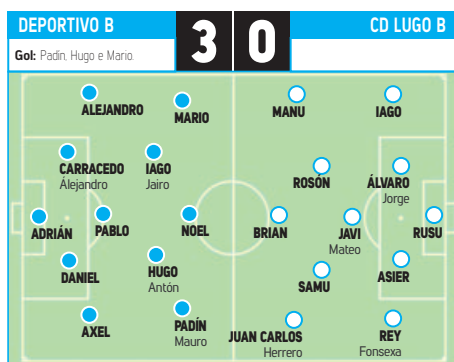 DEPORTIVO B 3 0 CD LUGO B
Gol: Padín, Hugo e Mario.
ALEJANDRO
MARIO
MANU
IAGO
CARRACEDO
Álejandro
IAGO
Jairo
ROSÓN
ÁLVARO
Jorge
ADRIÁN
PABLO
NOEL
BRIAN
JAVI
Mateo
RUSU
DANIEL
HUGO
Antón
SAMU
ASIER
AXEL
PADÍN
Mauro
JUAN CARLOS
Herrero
REY
Fonsexa